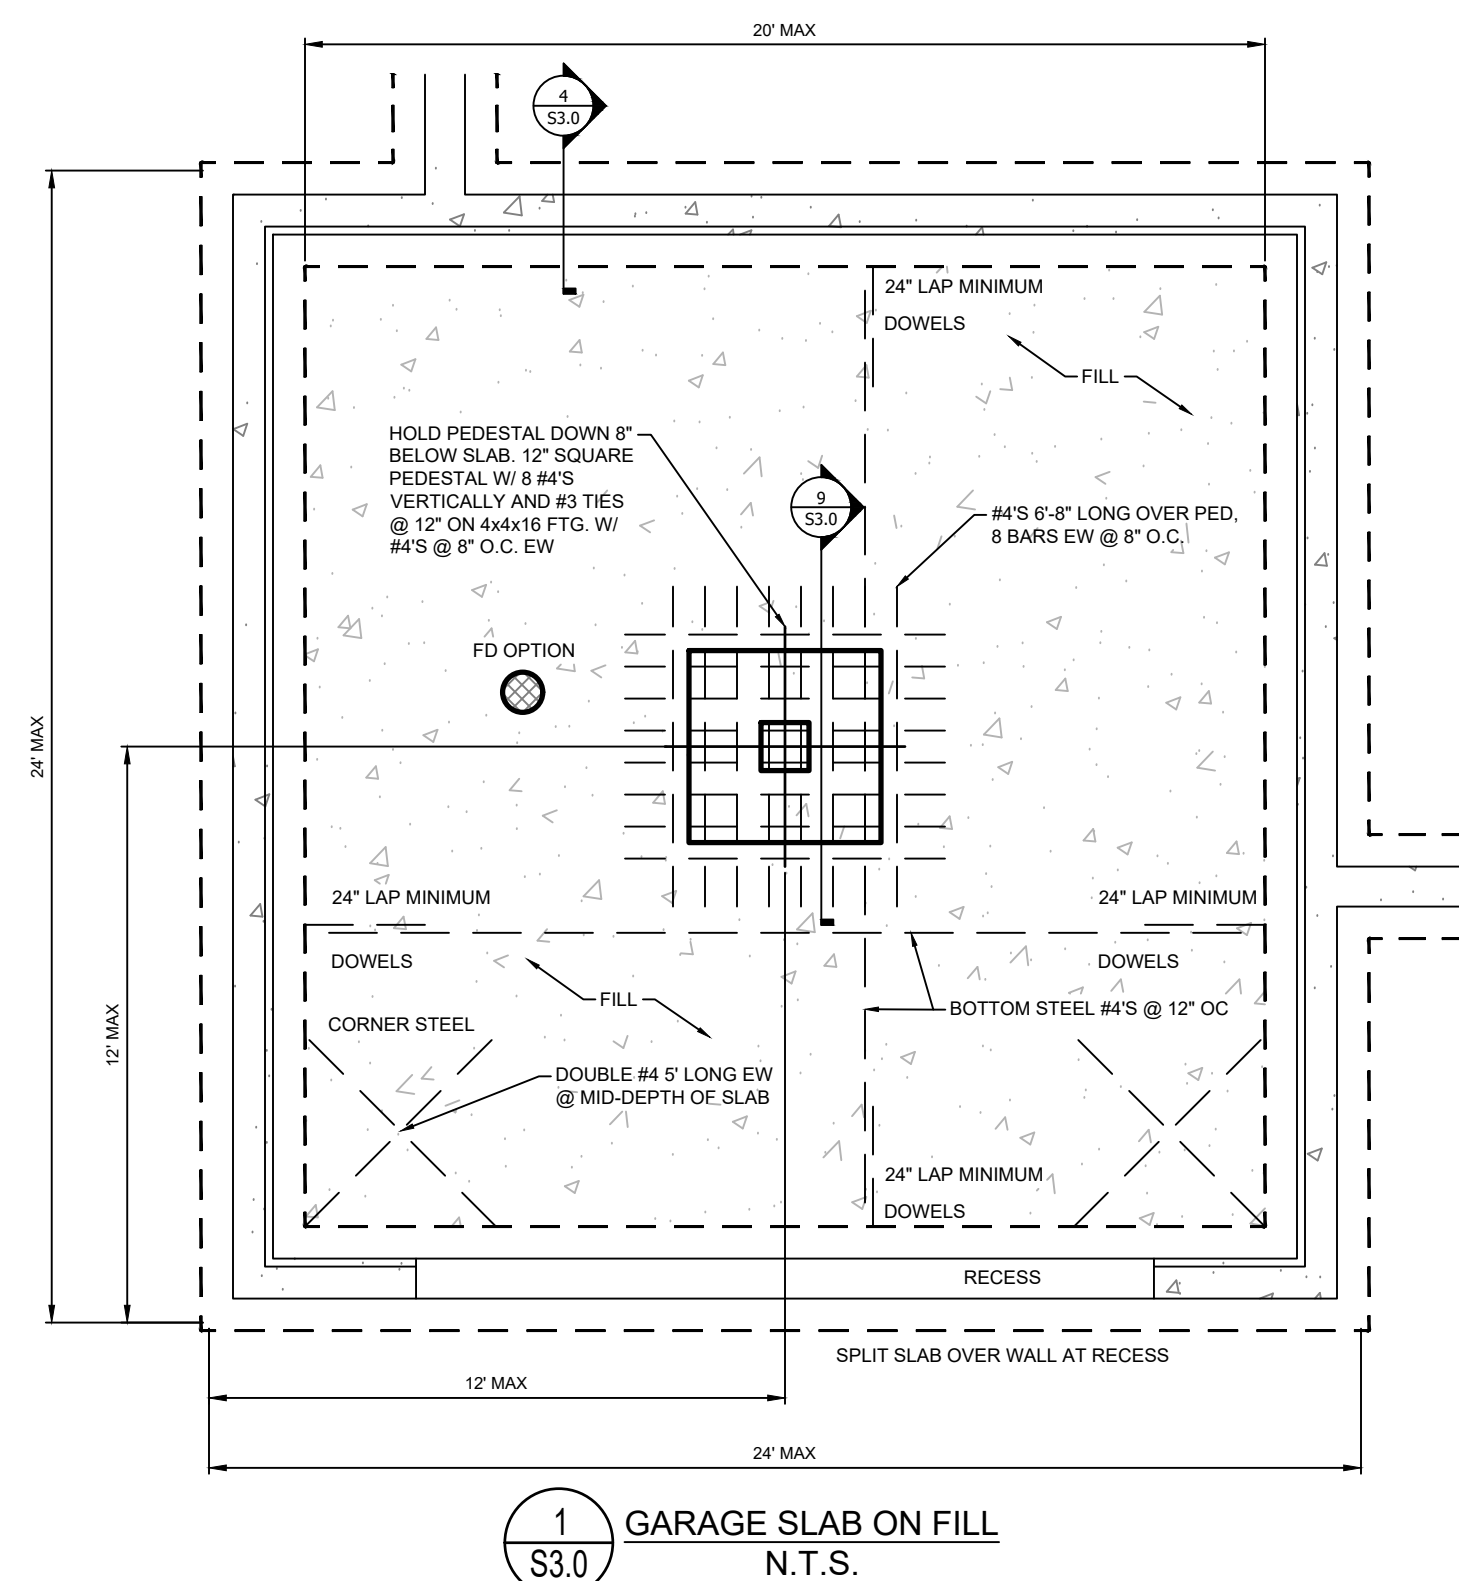 20' MAX
4
S3.0
24" LAP MINIMUM
DOWELS
FILL
HOLD PEDESTAL DOWN 8"
BELOW SLAB. 12" SQUARE
PEDESTAL W/ 8 #4'S
VERTICALLY AND #3 TIES
@ 12" ON 4x4x16 FTG. W/
#4'S @ 8" O.C. EW
9
S3.0
#4'S 6'-8" LONG OVER PED,
8 BARS EW @ 8" O.C.
FD OPTION
24' MAX
24" LAP MINIMUM
24" LAP MINIMUM
DOWELS
DOWELS
FILL
BOTTOM STEEL #4'S @ 12" OC
12' MAX
CORNER STEEL
DOUBLE #4 5' LONG EW
@ MID-DEPTH OF SLAB
24" LAP MINIMUM
DOWELS
RECESS
SPLIT SLAB OVER WALL AT RECESS
12' MAX
24' MAX
1
S3.0
GARAGE SLAB ON FILL
N.T.S.